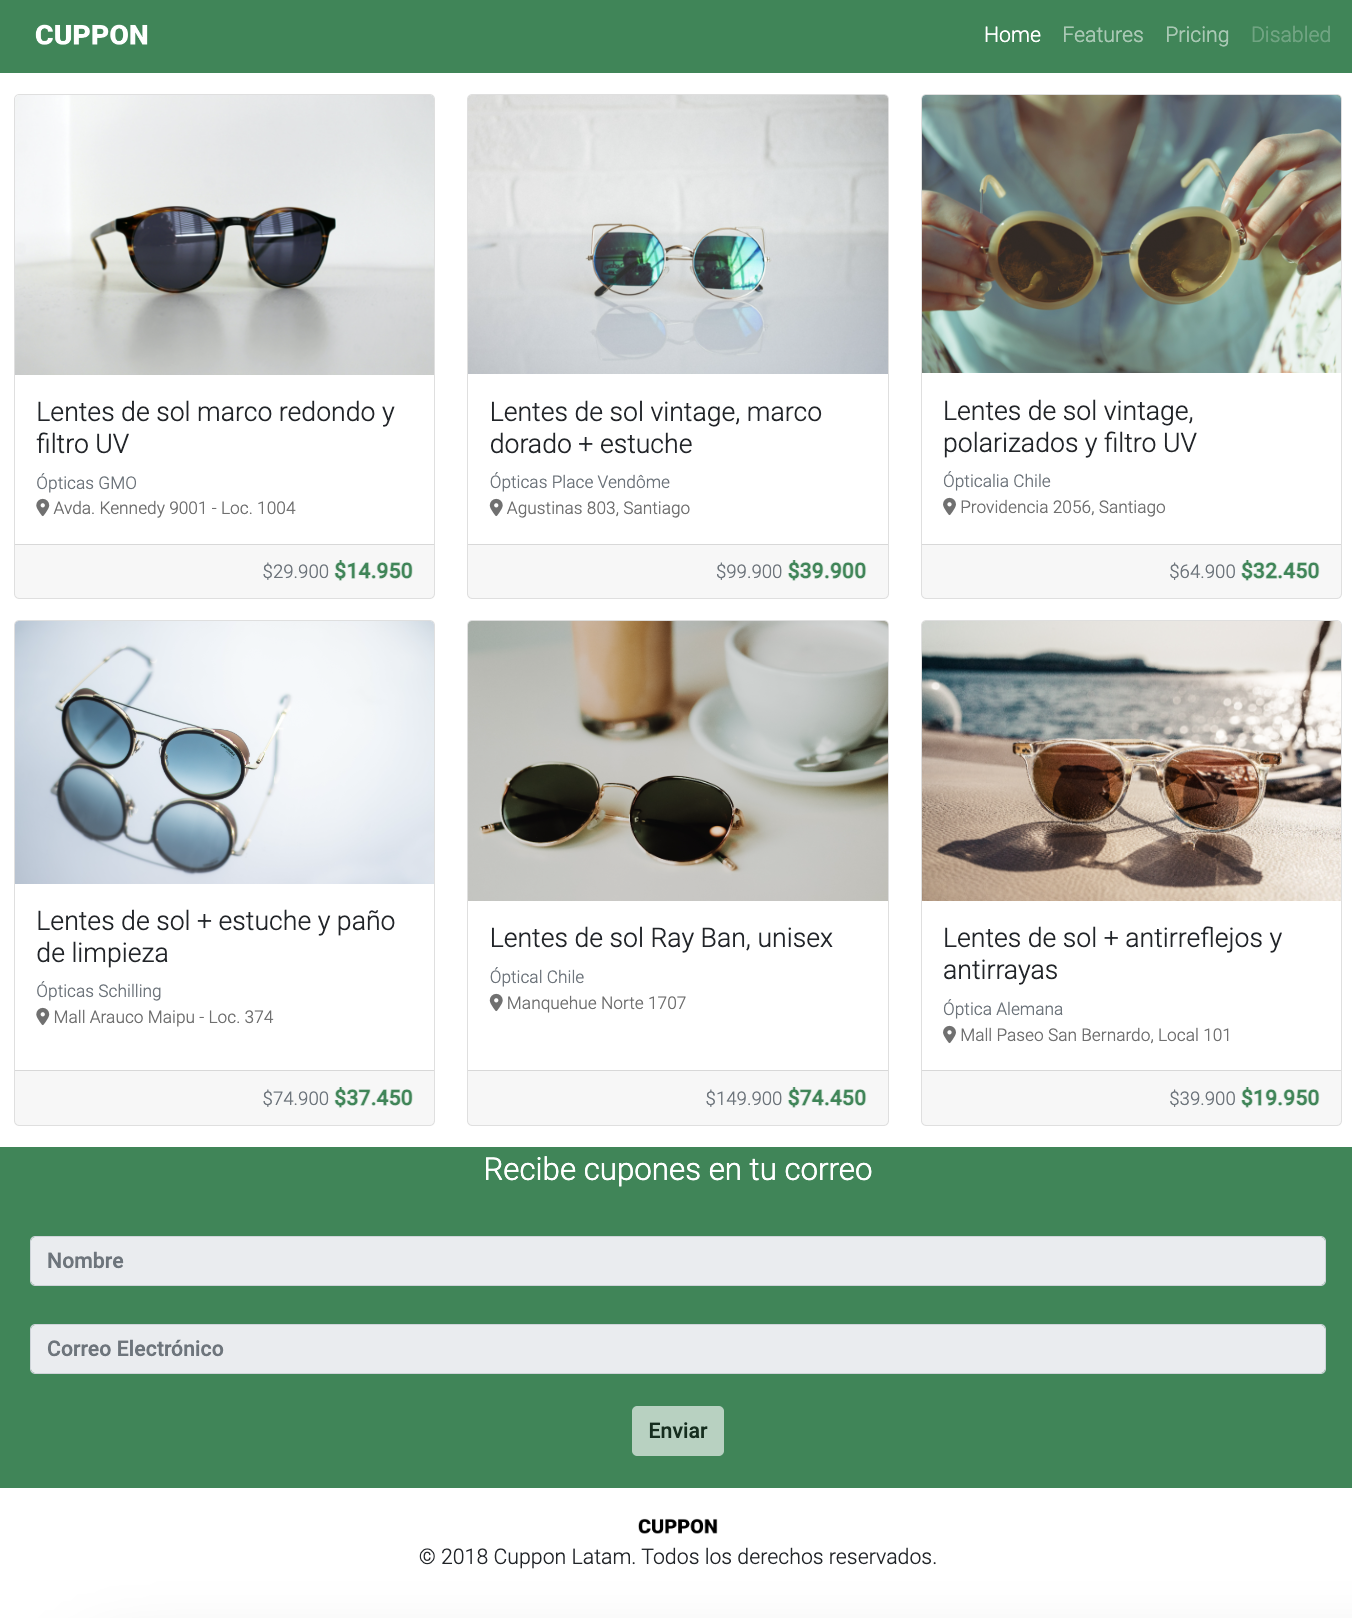 CUPPON
Home Features Pricing Disabled
Lentes de sol marco redondo y
filtro UV
Ópticas GMO
Avda. Kennedy 9001 - Loc. 1004
$29.900 $14.950
Lentes de sol vintage, marco
dorado + estuche
Ópticas Place Vendôme
Agustinas 803, Santiago
$99.900 $39.900
Lentes de sol vintage,
polarizados y filtro UV
Ópticalia Chile
Providencia 2056, Santiago
$64.900 $32.450
Lentes de sol + estuche y paño
de limpieza
Ópticas Schilling
Mall Arauco Maipu - Loc. 374
$74.900 $37.450
Lentes de sol Ray Ban, unisex
Óptical Chile
Manquehue Norte 1707
$149.900 $74.450
Lentes de sol + antirreflejos y
antirrayas
Óptica Alemana
Mall Paseo San Bernardo, Local 101
$39.900 $19.950
Recibe cupones en tu correo
Nombre
Correo Electrónico
Enviar
CUPPON
© 2018 Cuppon Latam. Todos los derechos reservados.